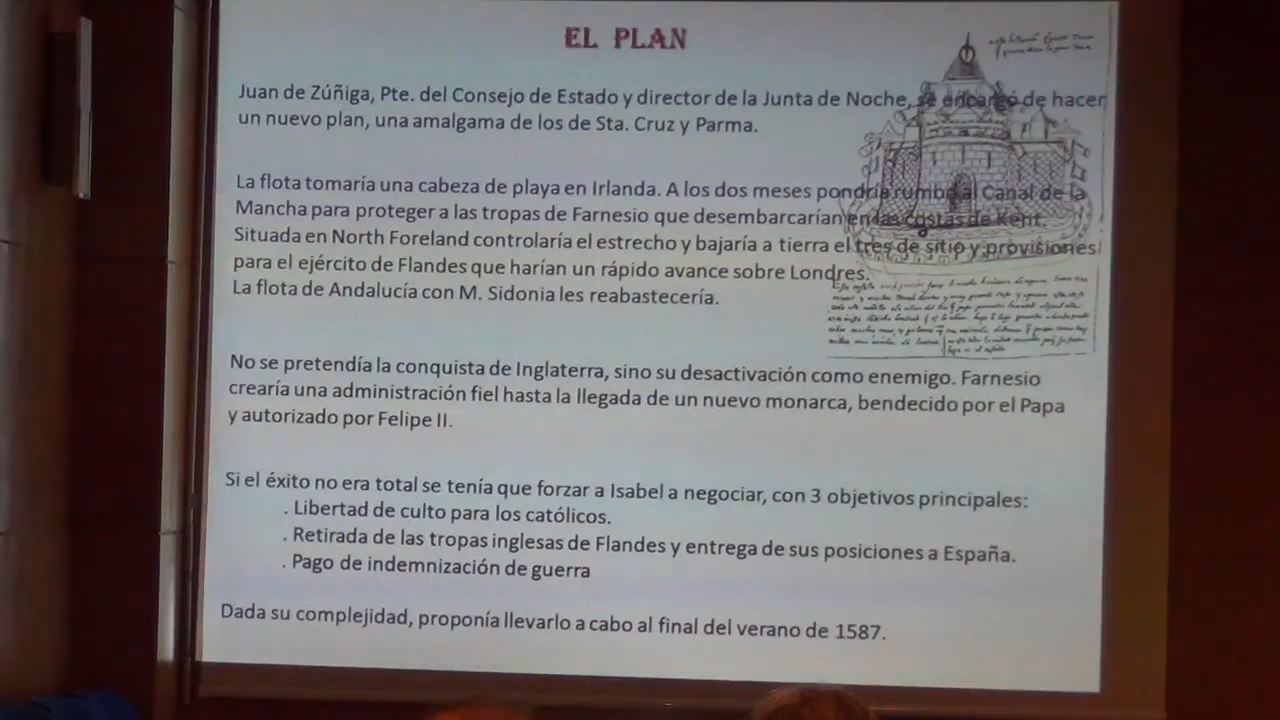 EL PLAN
Juan de Zúñiga, Pte. del Consejo de Estado y director de la Junta de Noche, se encargó de hacer
un nuevo plan, una amalgama de los de Sta. Cruz y Parma.
La flota tomaría una cabeza de playa en Irlanda. A los dos meses pondría rumbo al Canal de la
Mancha para proteger a las tropas de Farnesio que desembarcarían en las costas de Kent.
Situada en North Foreland controlaría el estrecho y bajaría a tierra el tres de sitio y provisiones
para el ejército de Flandes que harían un rápido avance sobre Londres.
La flota de Andalucía con M. Sidonia les reabastecería.
No se pretendía la conquista de Inglaterra, sino su desactivación como enemigo. Farnesio
crearía una administración fiel hasta la llegada de un nuevo monarca, bendecido por el Papa
y autorizado por Felipe II.
Si el éxito no era total se tenía que forzar a Isabel a negociar, con 3 objetivos principales:
. Libertad de culto para los católicos.
. Retirada de las tropas inglesas de Flandes y entrega de sus posiciones a España.
. Pago de indemnización de guerra
Dada su complejidad, proponía llevarlo a cabo al final del verano de 1587.